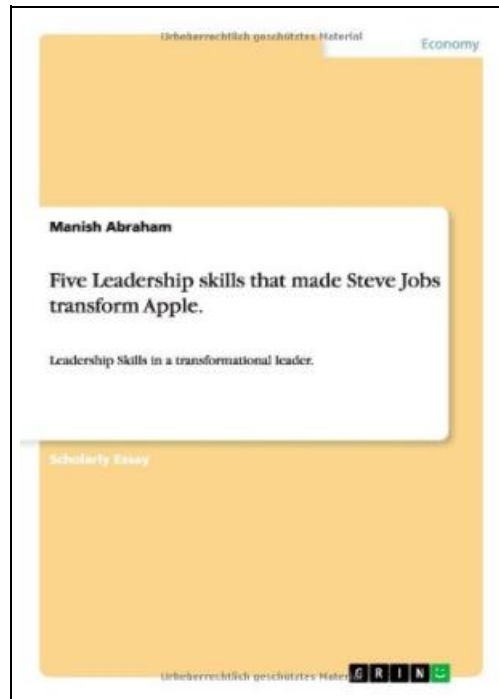 Urheberrechtlich geschütztes Material
Economy
Manish Abraham
Five Leadership skills that made Steve Jobs
transform Apple.
Leadership Skills in a transformational leader.
Scholarly Essay
Urheberrechtlich geschütztes Mater
G R I N